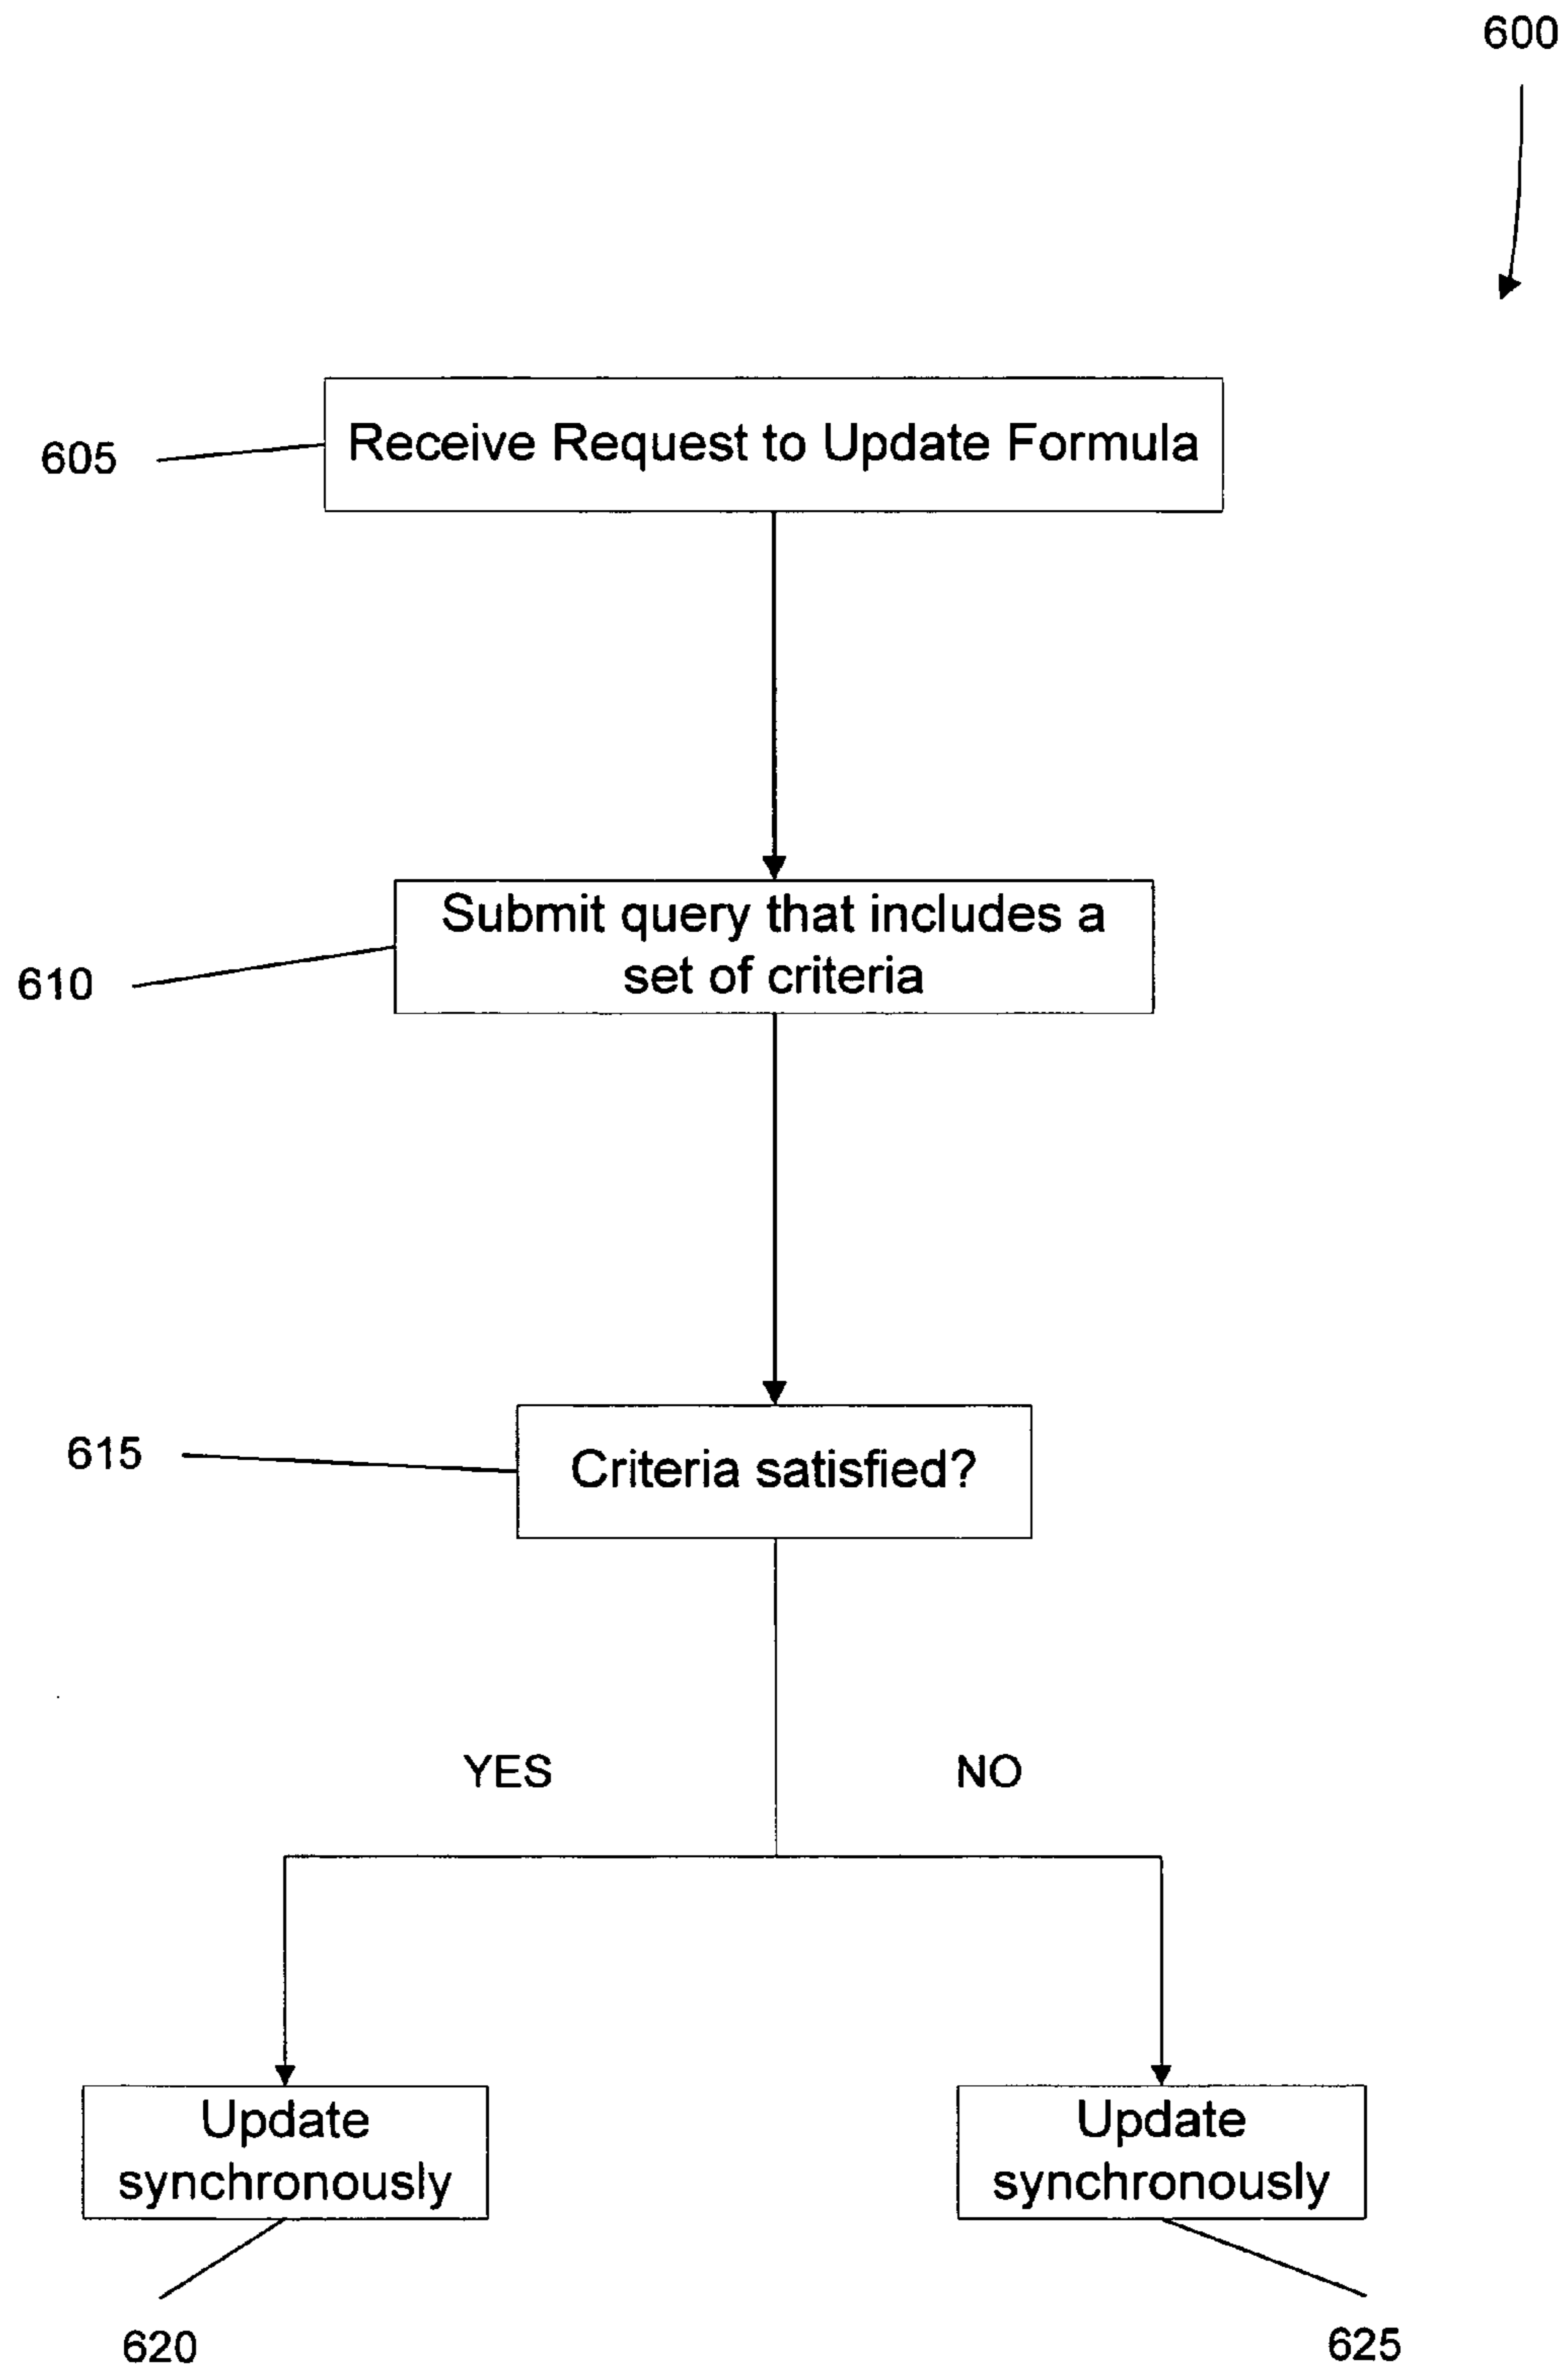 600
605
Receive Request to Update Formula
610
Submit query that includes a
set of criteria
615
Criteria satisfied?
YES
NO
Update
synchronously
Update
synchronously
620
625